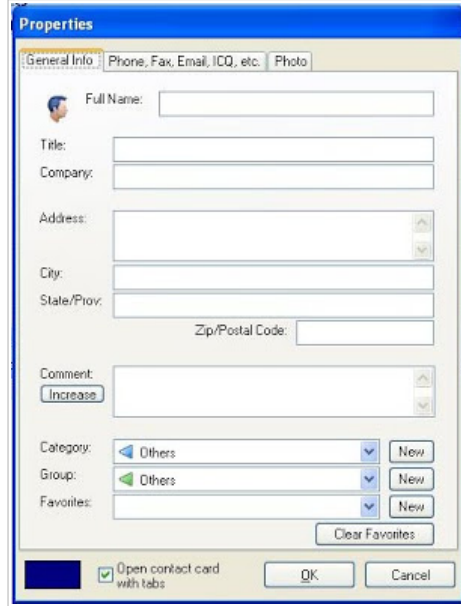 Properties
General Info Phone, Fax, Email, ICQ, etc. Photo
Full Name:
Title:
Company:
Address:
City:
State/Prov:
Zip/Postal Code:
Comment:
Increase
Category: Others New
Group: Others New
Favorites: New
Clear Favorites
Open contact card
with tabs
OK Cancel